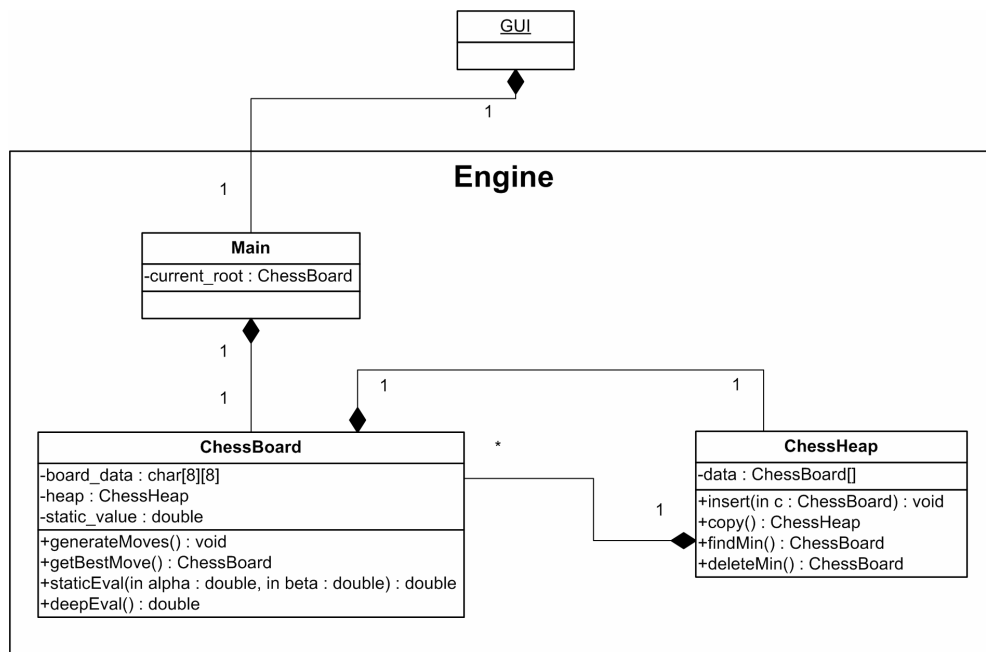 GUI
1
Engine
1
Main
-current_root : ChessBoard
1
1
1
1
ChessBoard
-board_data : char[8][8]
-heap : ChessHeap
-static_value : double
+generateMoves() : void
+getBestMove() : ChessBoard
+staticEval(in alpha : double, in beta : double) : double
+deepEval() : double
*
1
ChessHeap
-data : ChessBoard[]
+insert(in c : ChessBoard) : void
+copy() : ChessHeap
+findMin() : ChessBoard
+deleteMin() : ChessBoard